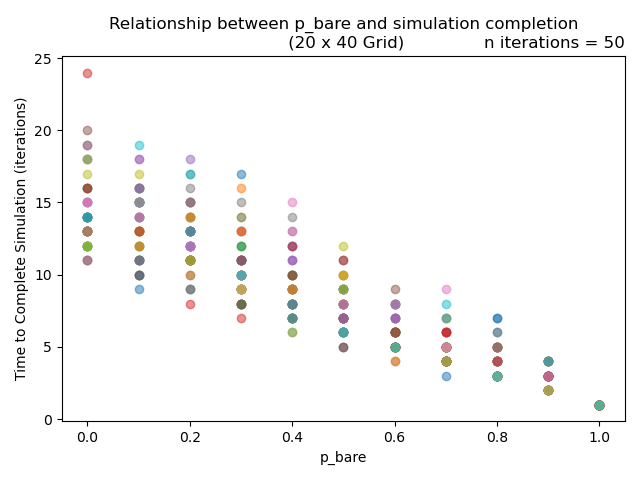 Relationship between p_bare and simulation completion
(20 x 40 Grid) n iterations = 50
Time to Complete Simulation (iterations)
25
20
15
10
5
0
0.0 0.2 0.4 0.6 0.8 1.0
p_bare